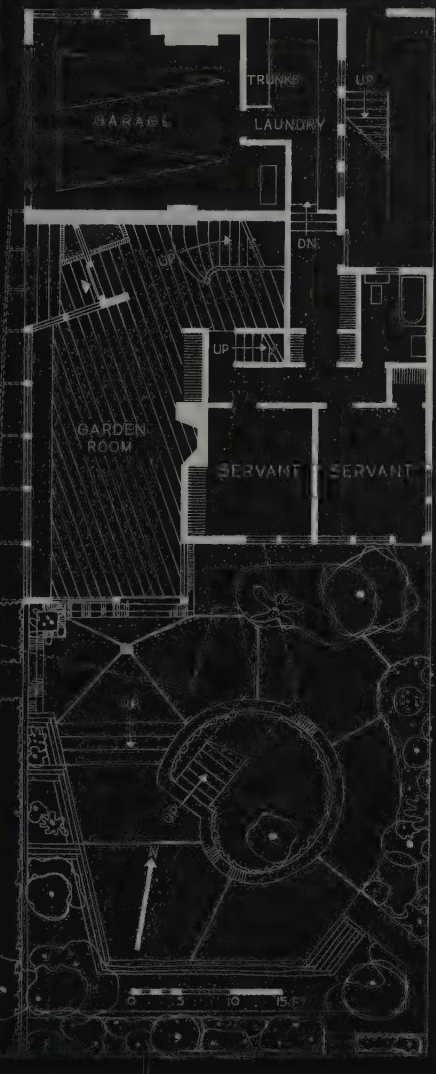 TRUNKS
UP
GARAGE
LAUNDRY
DN
UP
UP
GARDEN
ROOM
SERVANT
SERVANT
UP
N
0 5 10 15 FT